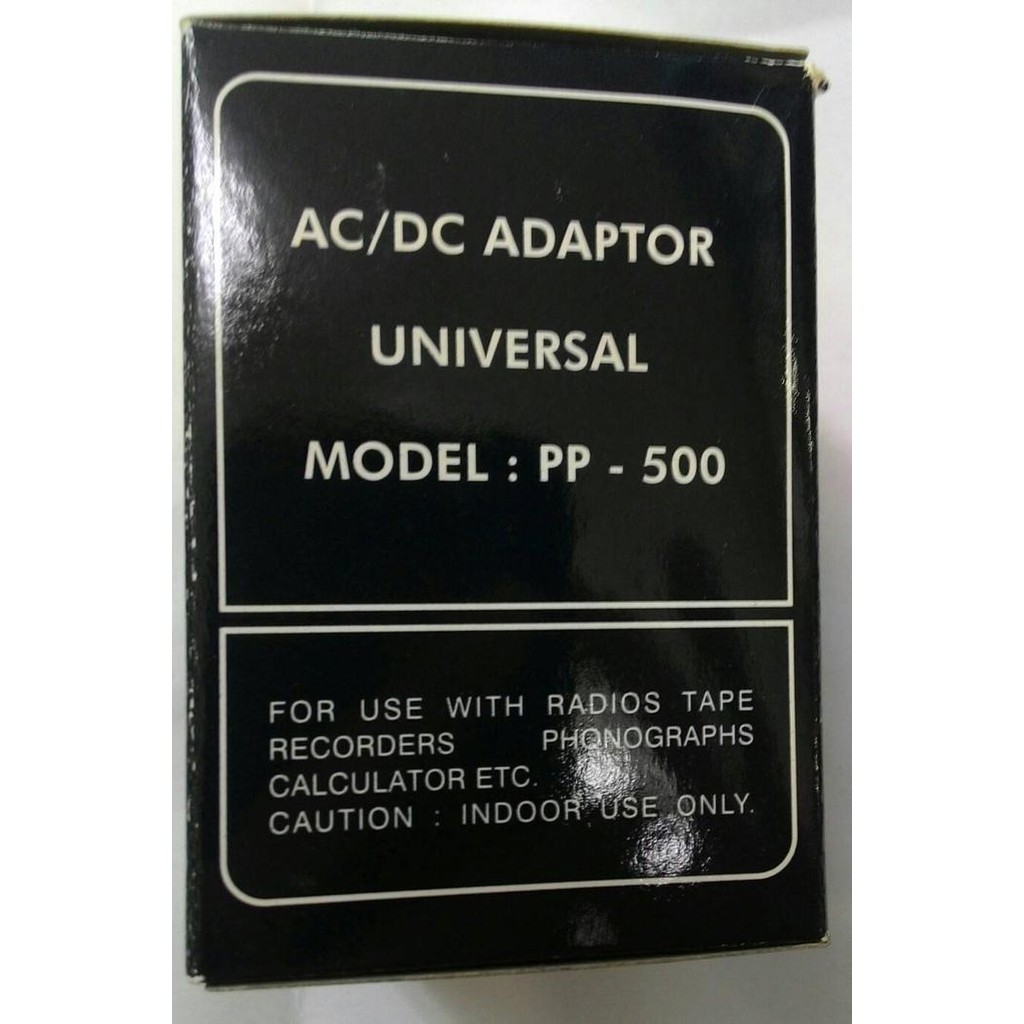 AC/DC ADAPTOR
UNIVERSAL
MODEL : PP - 500
FOR USE WITH RADIOS TAPE
RECORDERS PHONOGRAPHS
CALCULATOR ETC.
CAUTION : INDOOR USE ONLY.